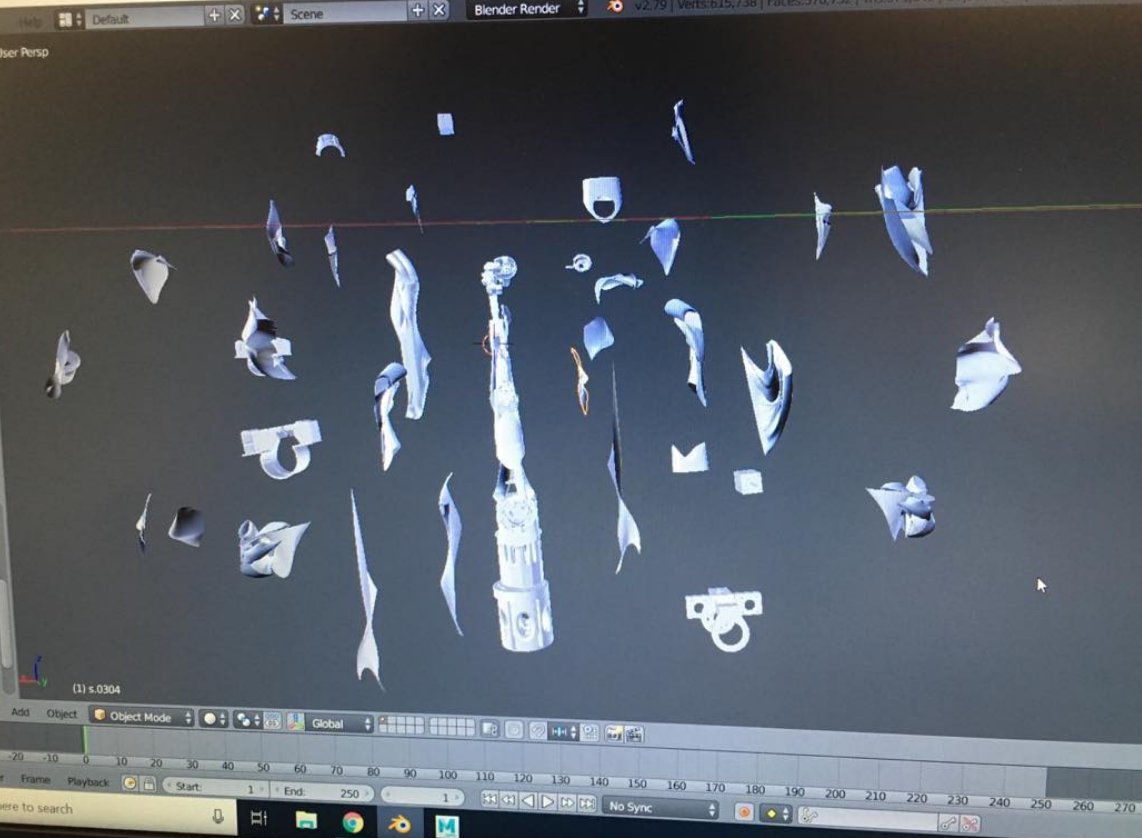 Help Default Scene Blender Render v2.79 | Verts:615,738 |
User Persp
(1) s.0304
Add Object Object Mode Global
-20 -10 0 10 20 30 40 50 60 70 80 90 100 110 120 130 140 150 160 170 180 190 200 210 220 230 240 250 260 270
Frame Playback Start: 1 End: 250 1 No Sync
here to search